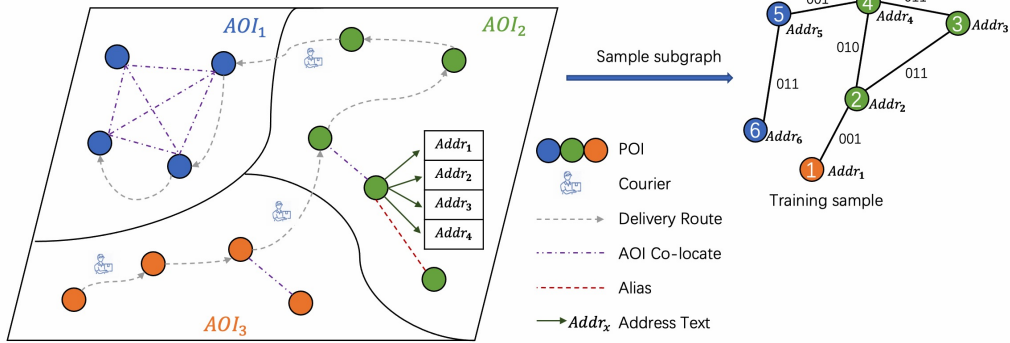 AOI₁
AOI₂
AOI₃
Addr₁
Addr₂
Addr₃
Addr₄
Sample subgraph
POI
Courier
Delivery Route
AOI Co-locate
Alias
Addrₓ Address Text
5
Addr₅
4
Addr₄
3
Addr₃
010
011
011
2
Addr₂
6
Addr₆
001
1
Addr₁
Training sample